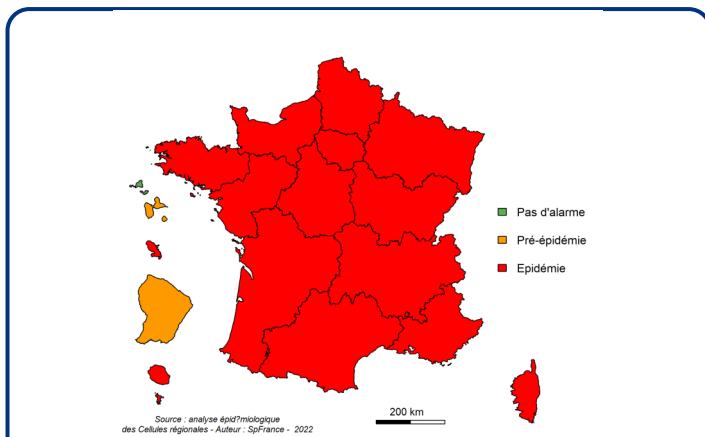 Pas d'alarme
Pré-épidémie
Epidémie
200 km
Source : analyse épid?miologique
des Cellules régionales - Auteur : SpFrance - 2022